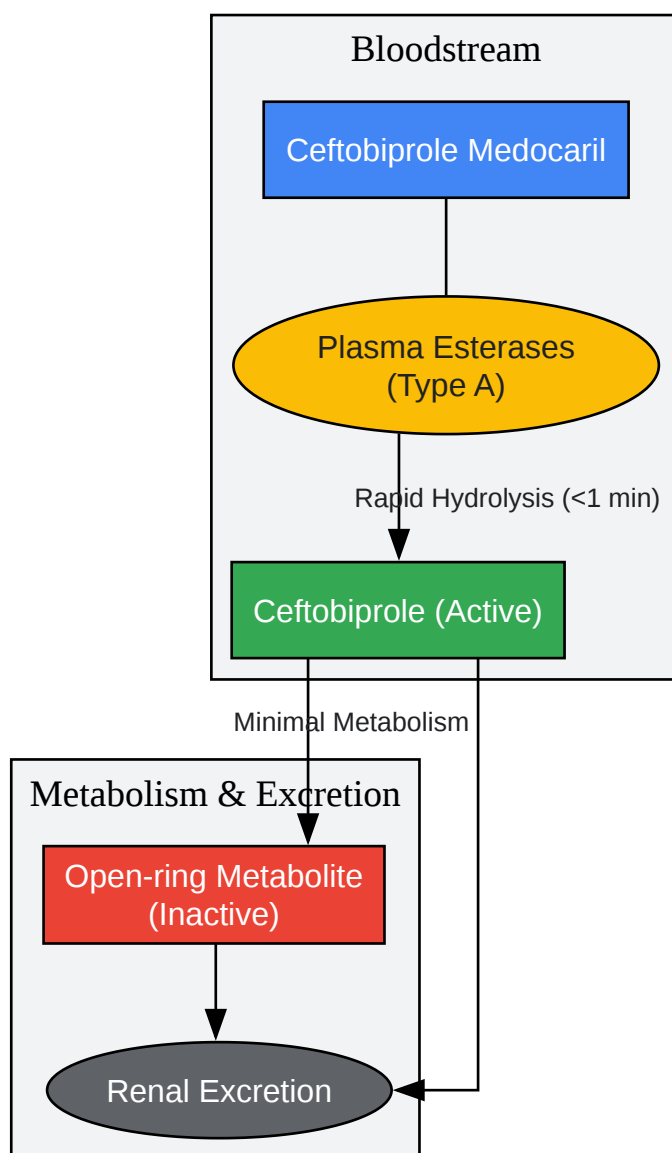 Bloodstream
Ceftobiprole Medocaril
Plasma Esterases
(Type A)
Rapid Hydrolysis (<1 min)
Ceftobiprole (Active)
Minimal Metabolism
Metabolism & Excretion
Open-ring Metabolite
(Inactive)
Renal Excretion